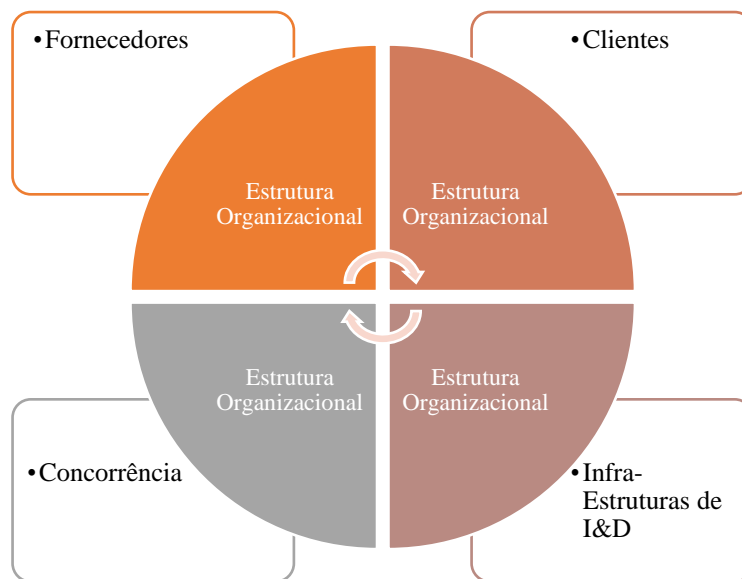 •Fornecedores
•Clientes
Estrutura
Organizacional
Estrutura
Organizacional
Estrutura
Organizacional
Estrutura
Organizacional
•Concorrência
•Infra-
Estruturas de
I&D